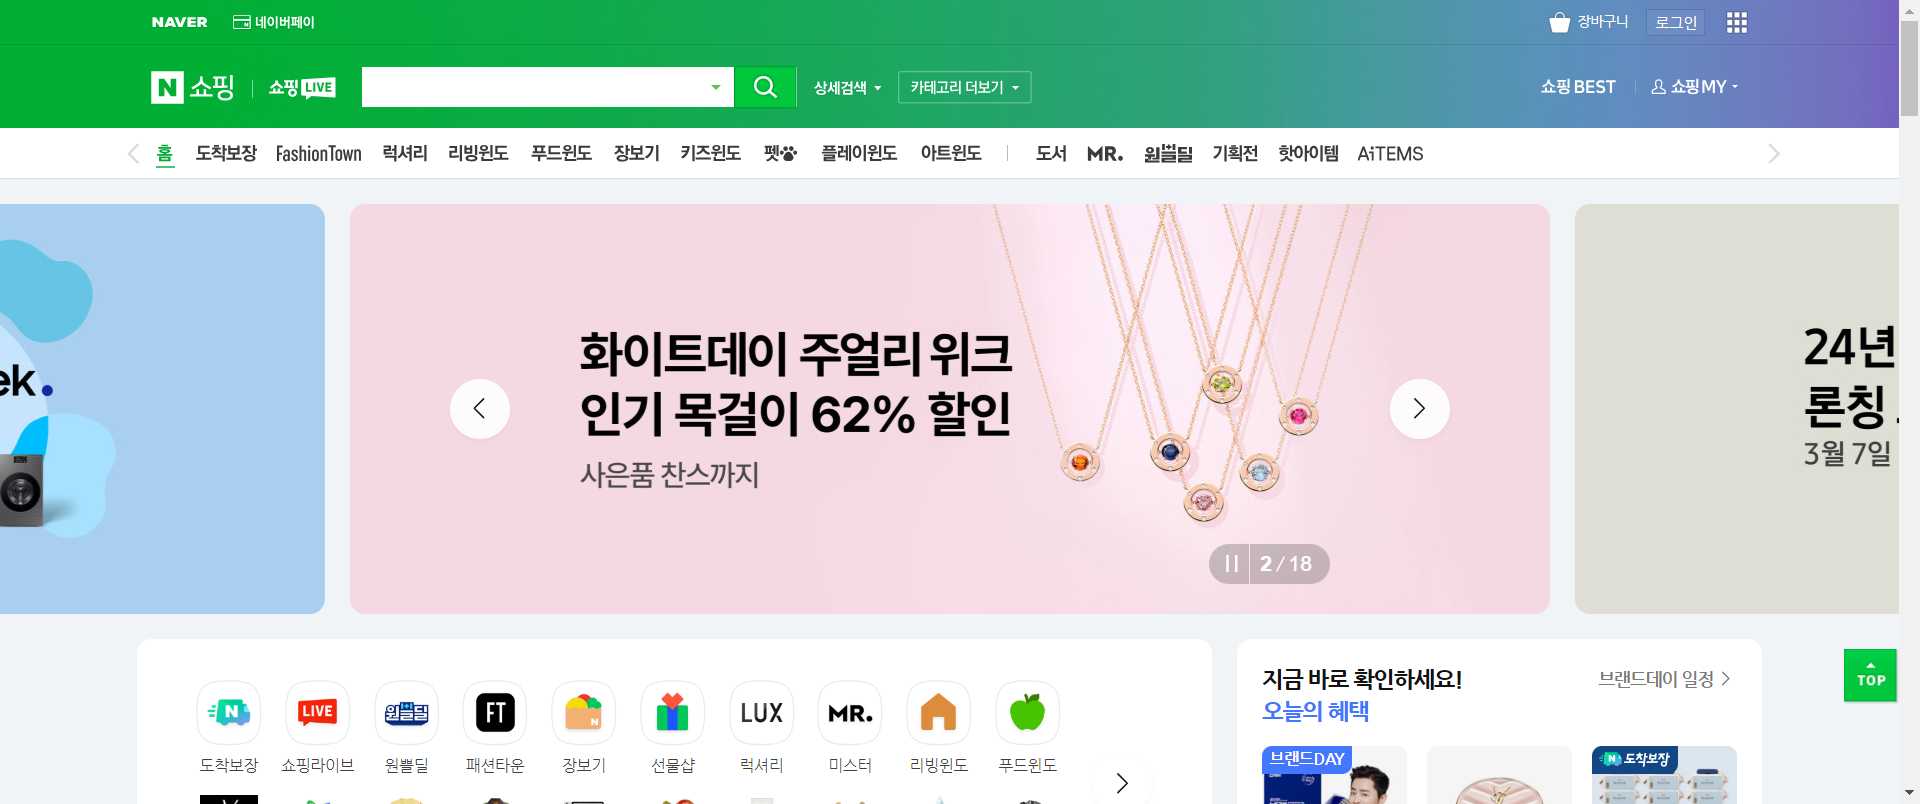 NAVER 네이버페이 장바구니 로그인
N 쇼핑 쇼핑 LIVE 상세검색 카테고리 더보기 쇼핑 BEST 쇼핑 MY
홈 도착보장 FashionTown 럭셔리 리빙윈도 푸드윈도 장보기 키즈윈도 펫 플레이윈도 아트윈도 도서 MR. 원쁠딜 기획전 핫아이템 AiTEMS
ek.
화이트데이 주얼리 위크
인기 목걸이 62% 할인
사은품 찬스까지
2 / 18
24년
론칭
3월 7일
지금 바로 확인하세요! 브랜드데이 일정
오늘의 혜택
TOP
N LIVE 원쁠딜 FT N LUX MR.
도착보장 쇼핑라이브 원쁠딜 패션타운 장보기 선물샵 럭셔리 미스터 리빙윈도 푸드윈도
브랜드DAY
N 도착보장